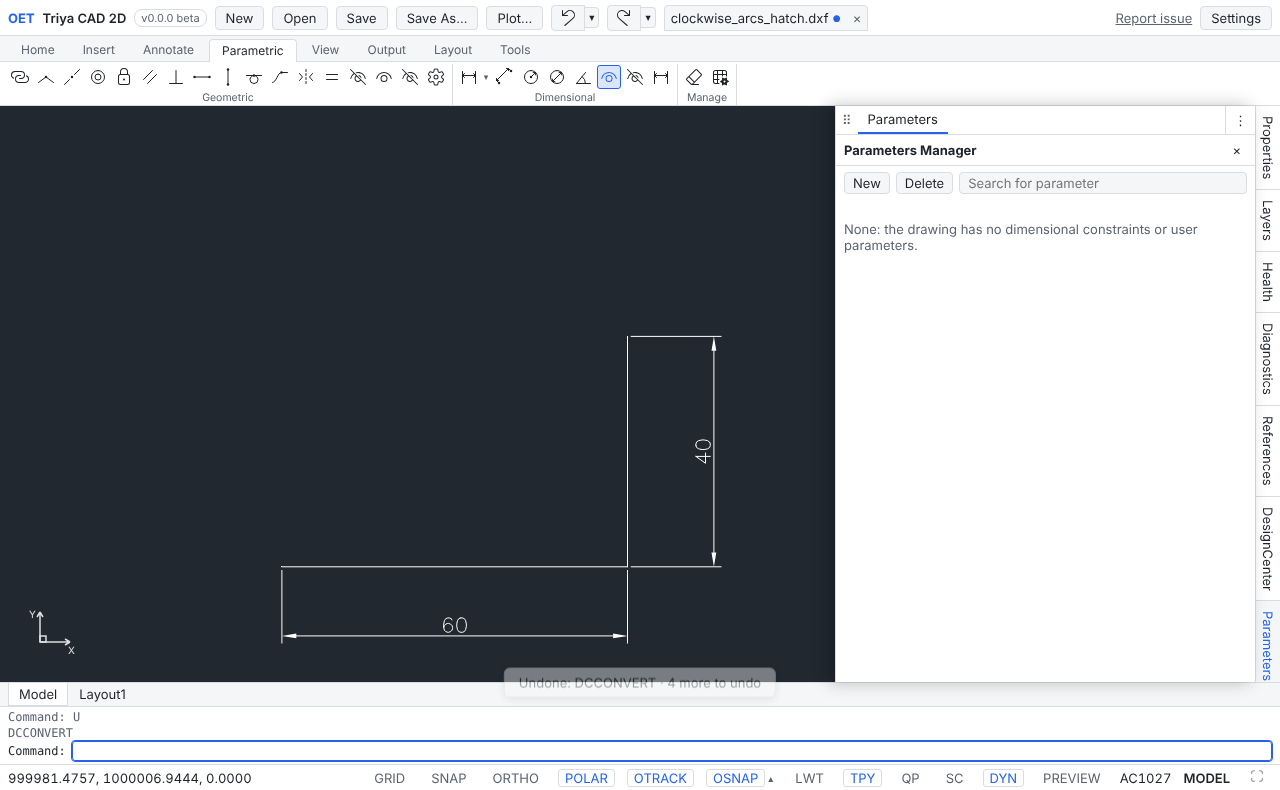 OET Triya CAD 2D v0.0.0 beta New Open Save Save As... Plot... clockwise_arcs_hatch.dxf × Report issue Settings
Home Insert Annotate Parametric View Output Layout Tools
Geometric Dimensional Manage
Parameters
Parameters Manager ×
New Delete Search for parameter
None: the drawing has no dimensional constraints or user
parameters.
Properties
Layers
Health
Diagnostics
References
DesignCenter
Parameters
40
60
Y
X
Undone: DCCONVERT · 4 more to undo
Model Layout1
Command: U
DCCONVERT
Command:
999981.4757, 1000006.9444, 0.0000 GRID SNAP ORTHO POLAR OTRACK OSNAP LWT TPY QP SC DYN PREVIEW AC1027 MODEL